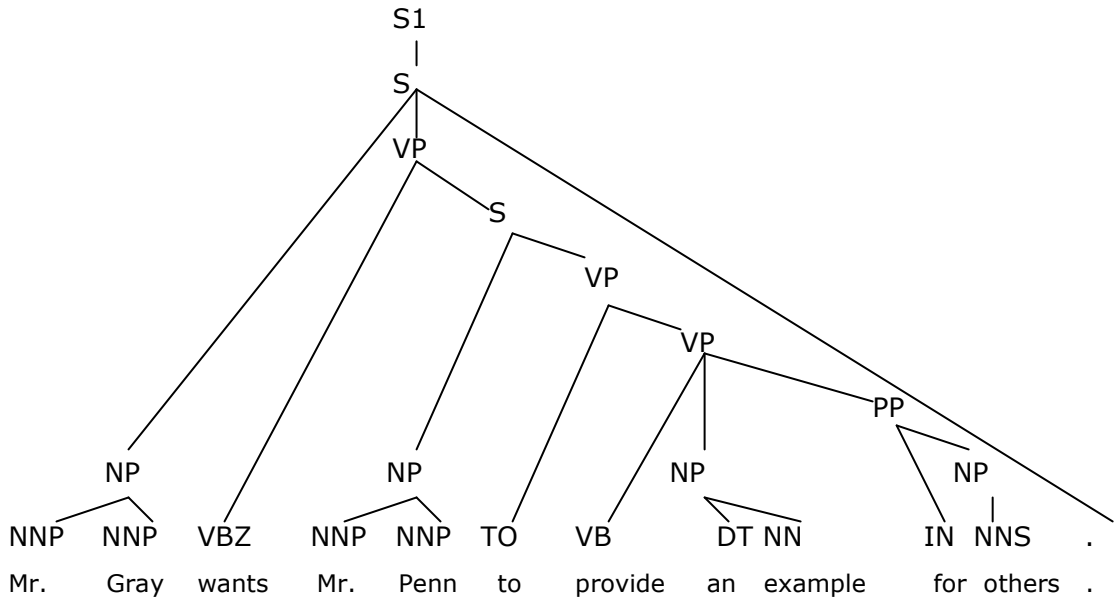 S1
S
VP
S
VP
VP
PP
NP NP NP NP
NNP NNP VBZ NNP NNP TO VB DT NN IN NNS .
Mr. Gray wants Mr. Penn to provide an example for others .